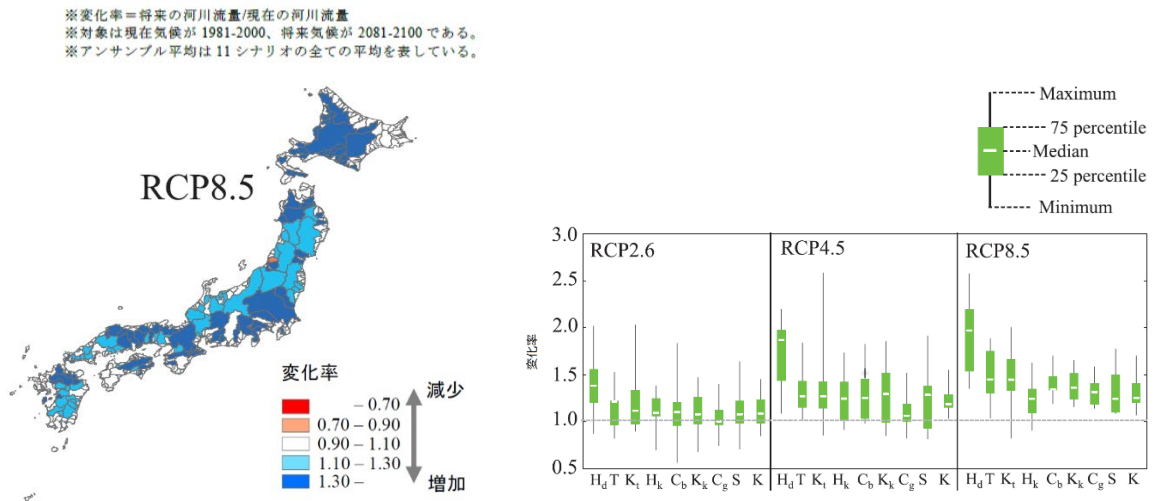 ※変化率＝将来の河川流量/現在の河川流量
※対象は現在気候が 1981-2000、将来気候が 2081-2100 である。
※アンサンブル平均は 11 シナリオの全ての平均を表している。
RCP8.5
変化率
減少
- 0.70
0.70 – 0.90
0.90 – 1.10
1.10 – 1.30
1.30 –
増加
Maximum
75 percentile
Median
25 percentile
Minimum
変化率
3.0
2.5
2.0
1.5
1.0
0.5
RCP2.6
RCP4.5
RCP8.5
Hd T Kt Hk Cb Kk Cg S K
Hd T Kt Hk Cb Kk Cg S K
Hd T Kt Hk Cb Kk Cg S K